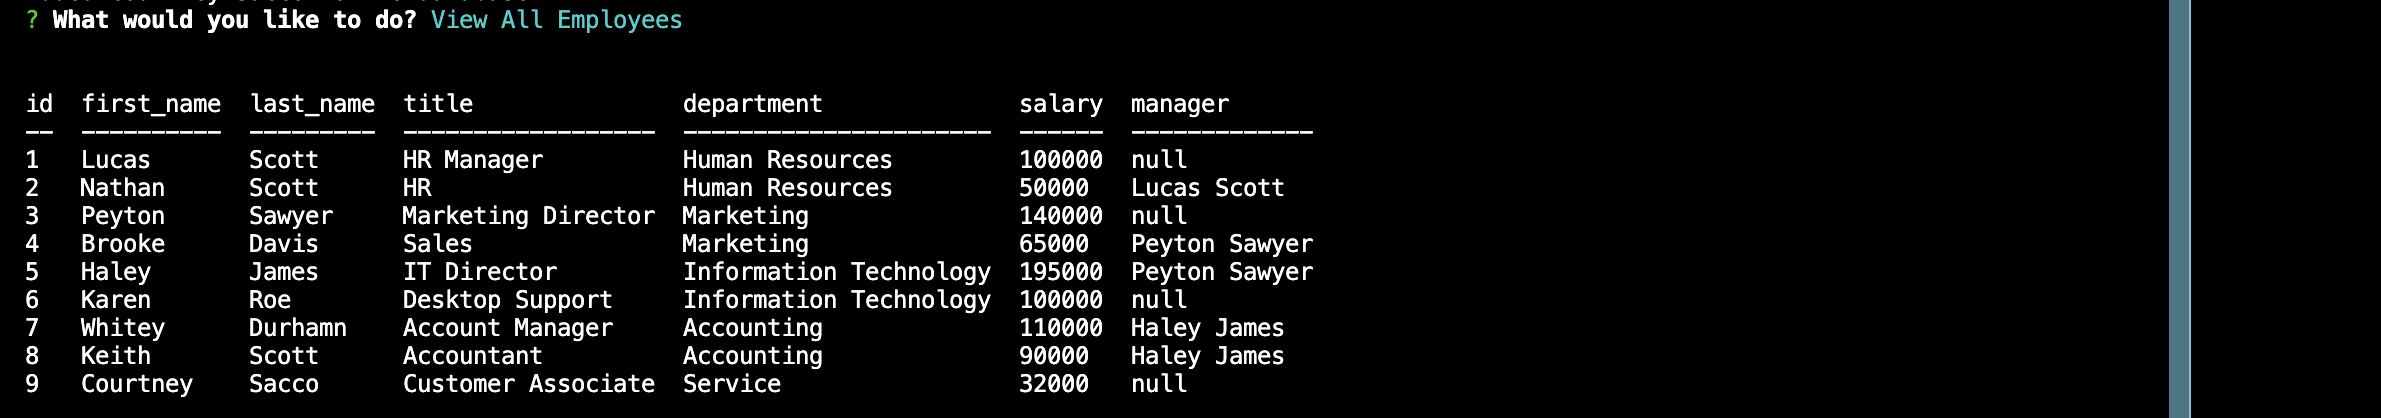 ? What would you like to do? View All Employees
id  first_name  last_name  title               department              salary  manager
--  ----------  ---------  ------------------  ----------------------  ------  -------------
1   Lucas       Scott      HR Manager          Human Resources         100000  null
2   Nathan      Scott      HR                  Human Resources         50000   Lucas Scott
3   Peyton      Sawyer     Marketing Director  Marketing               140000  null
4   Brooke      Davis      Sales               Marketing               65000   Peyton Sawyer
5   Haley       James      IT Director         Information Technology  195000  Peyton Sawyer
6   Karen       Roe        Desktop Support     Information Technology  100000  null
7   Whitey      Durhamn    Account Manager     Accounting              110000  Haley James
8   Keith       Scott      Accountant          Accounting              90000   Haley James
9   Courtney    Sacco      Customer Associate  Service                 32000   null